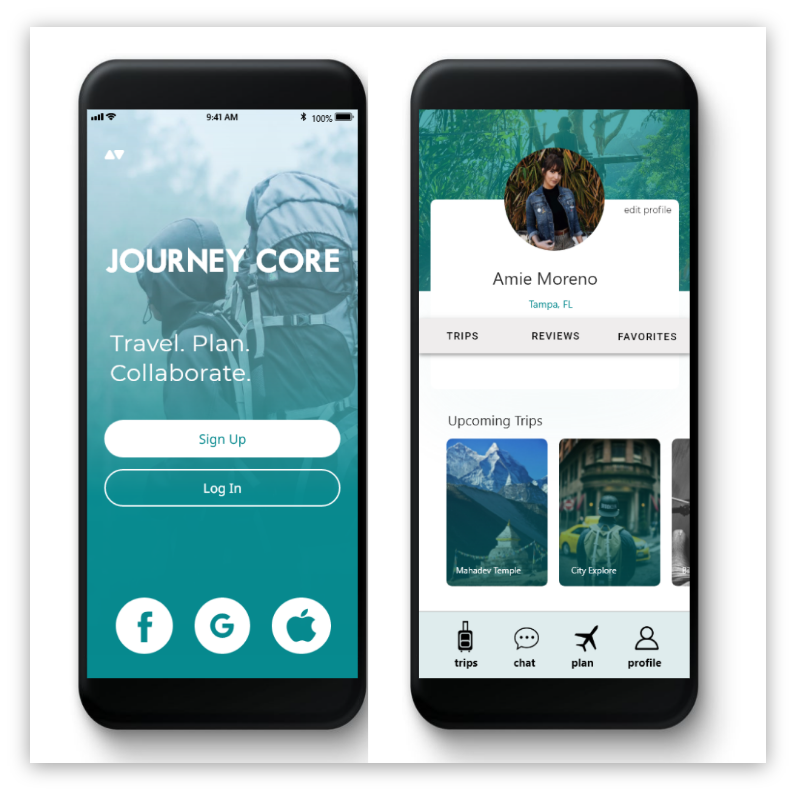 9:41 AM
100%
JOURNEY CORE
Travel. Plan.
Collaborate.
Sign Up
Log In
f
G
edit profile
Amie Moreno
Tampa, FL
TRIPS REVIEWS FAVORITES
Upcoming Trips
Mahadev Temple
City Explore
trips chat plan profile